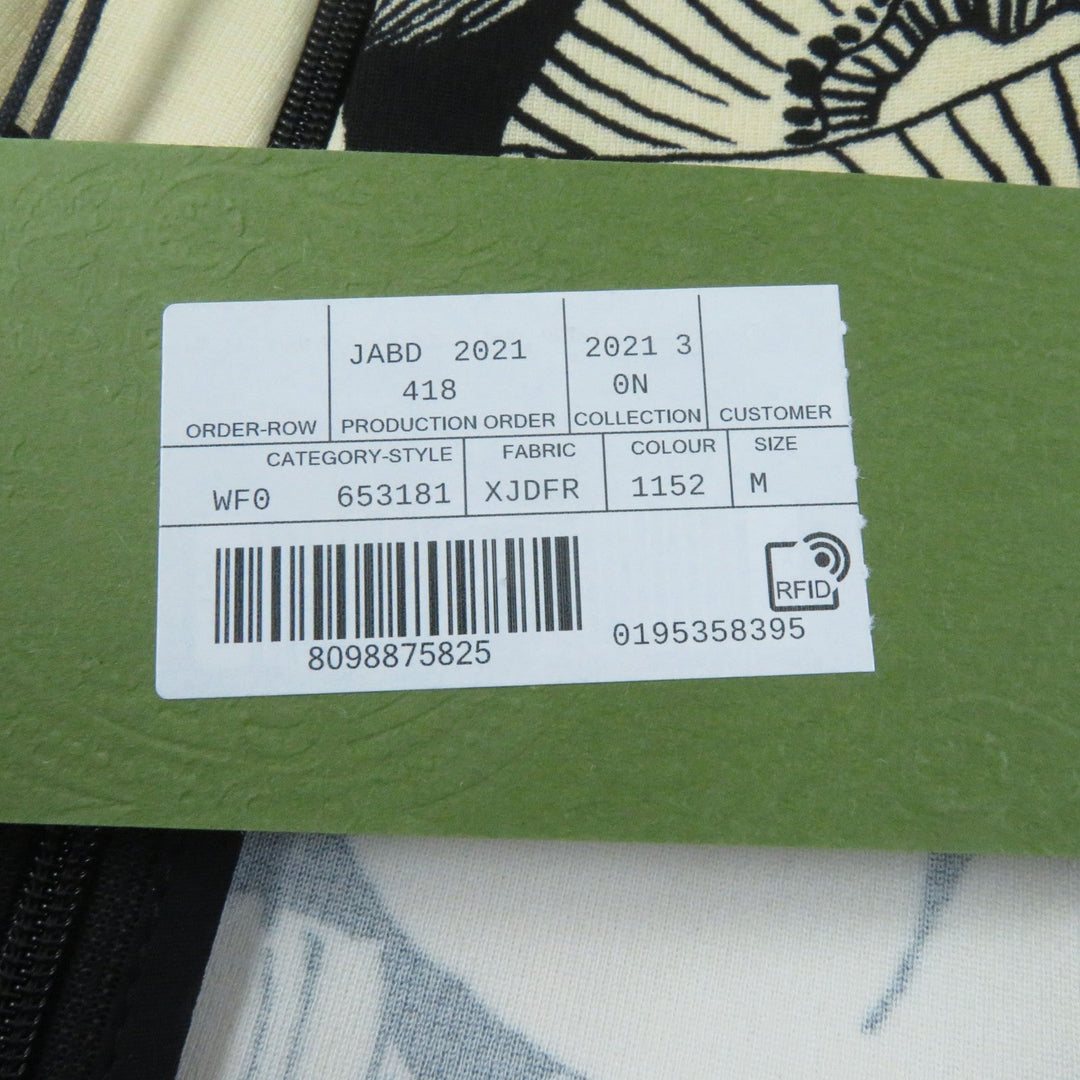 JABD 2021 2021 3
418 0N
ORDER-ROW PRODUCTION ORDER COLLECTION CUSTOMER
CATEGORY-STYLE FABRIC COLOUR SIZE
WF0 653181 XJDFR 1152 M
RFID
8098875825 0195358395